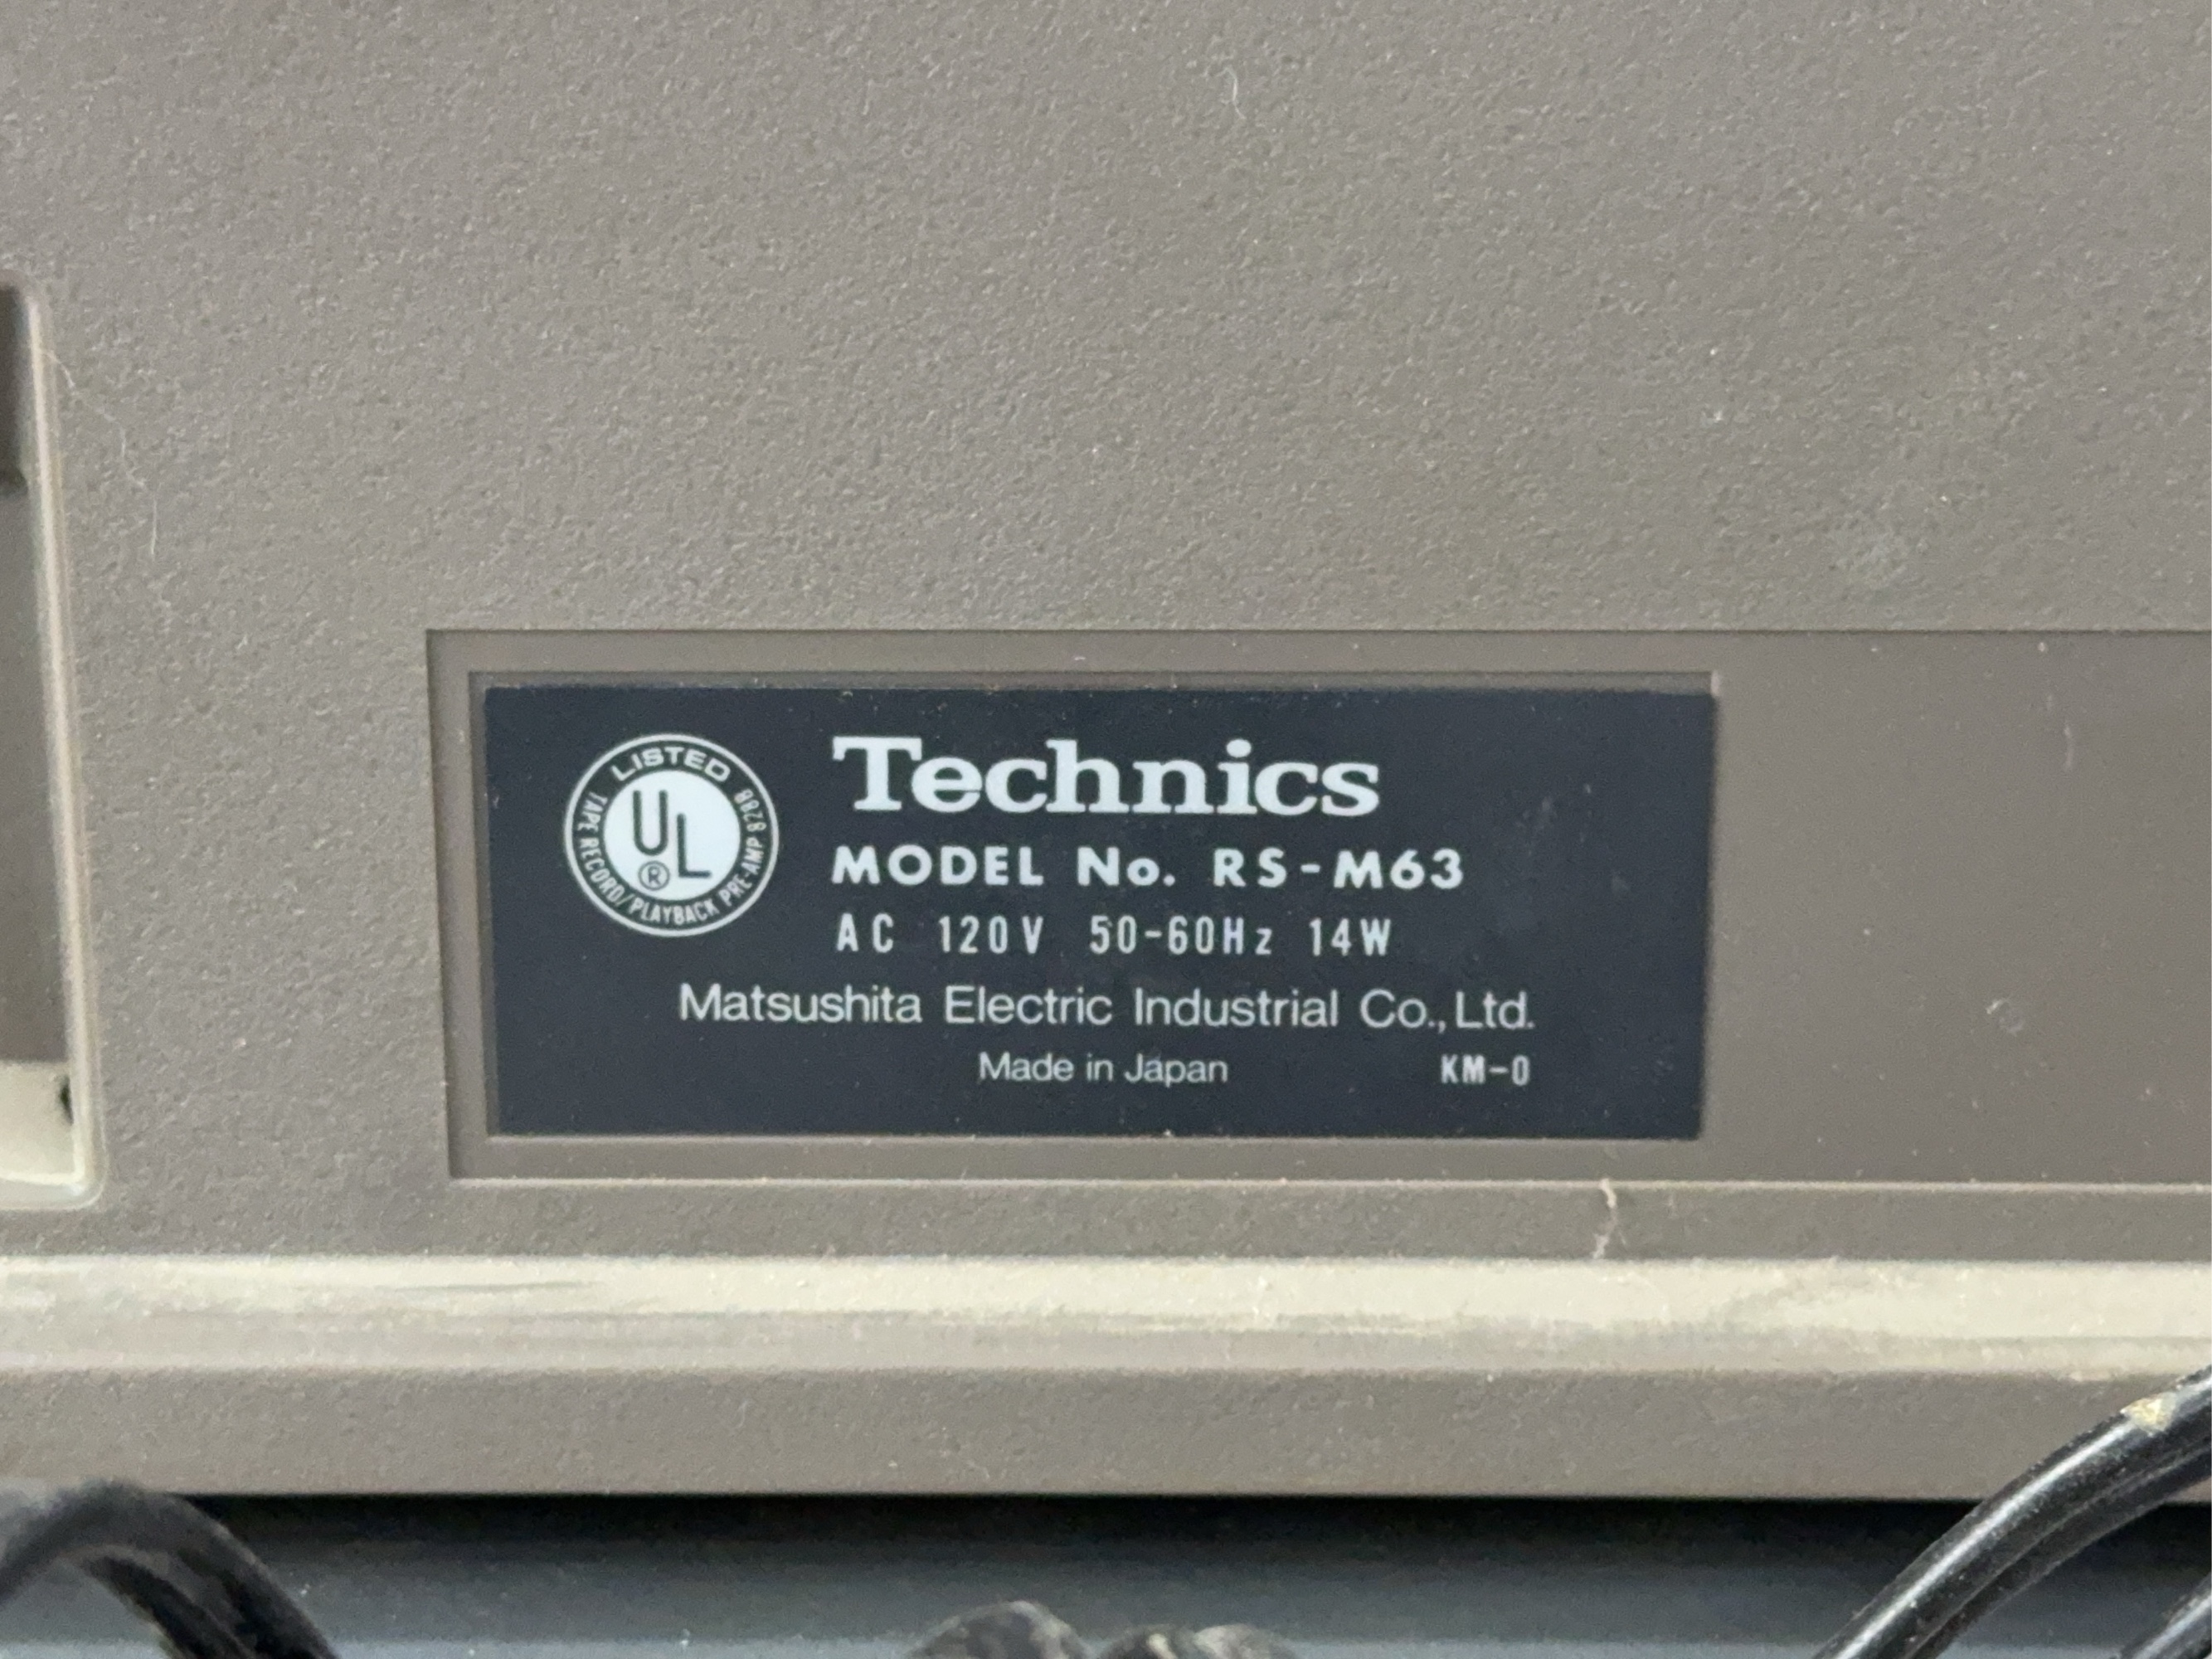 LISTED
UL
®
TAPE RECORD/PLAYBACK PRE-AMP 828B
Technics
MODEL No. RS-M63
AC 120V 50-60Hz 14W
Matsushita Electric Industrial Co., Ltd.
Made in Japan KM-0